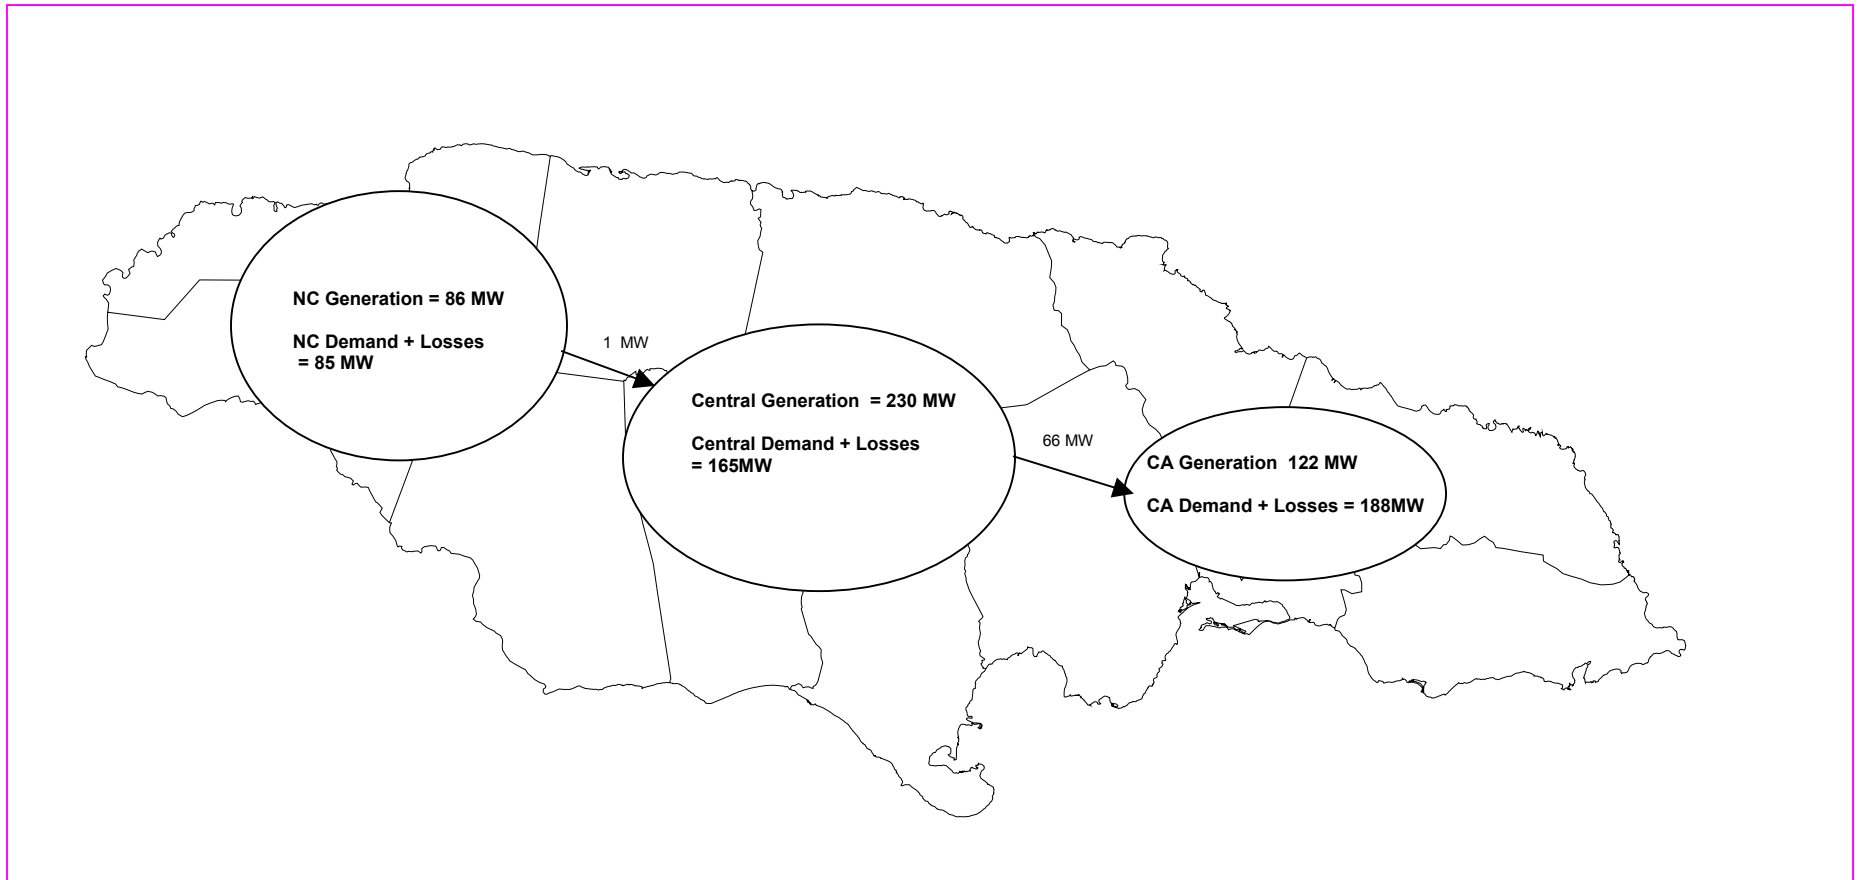 NC Generation = 86 MW
NC Demand + Losses
= 85 MW
1 MW
Central Generation = 230 MW
Central Demand + Losses
= 165MW
66 MW
CA Generation 122 MW
CA Demand + Losses = 188MW